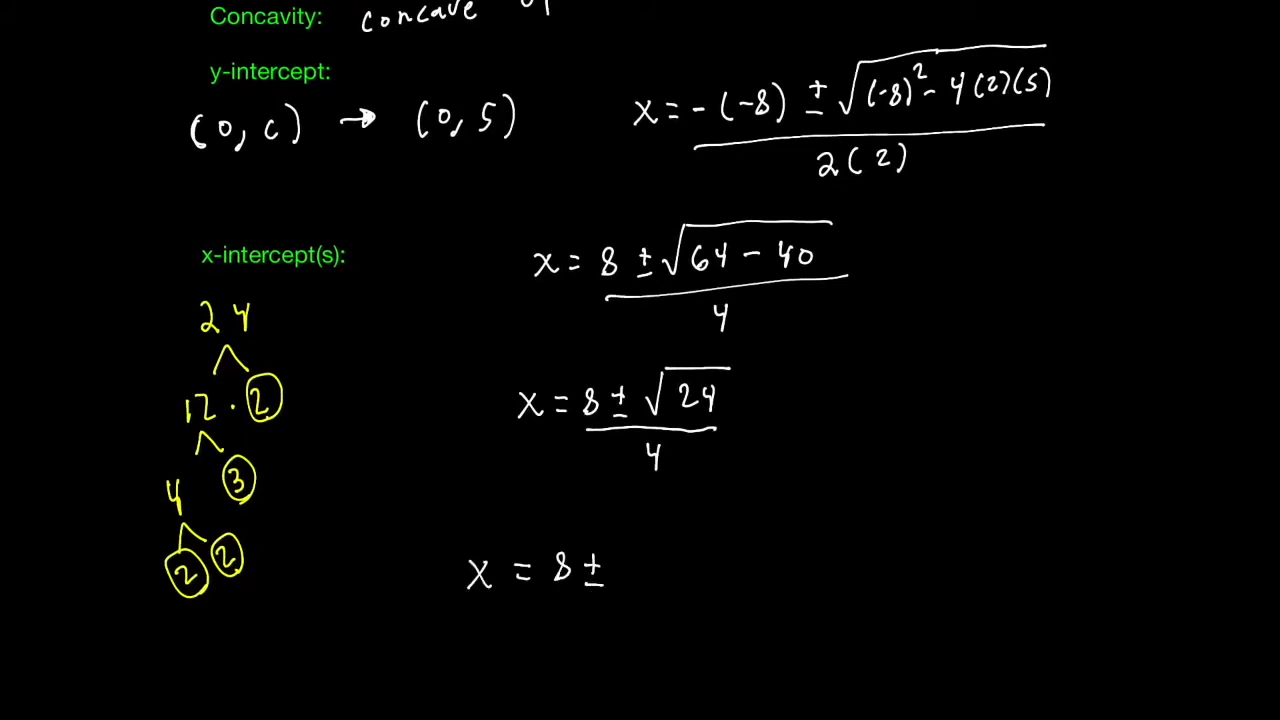 Concavity: concave up
y-intercept:
(0, c) → (0, 5)
x = -(-8) ± √((-8)² - 4(2)(5))
2(2)
x-intercept(s):
x = 8 ± √(64 - 40)
4
24
12 · 2
x = 8 ± √24
4
4 3
2 2
x = 8 ±